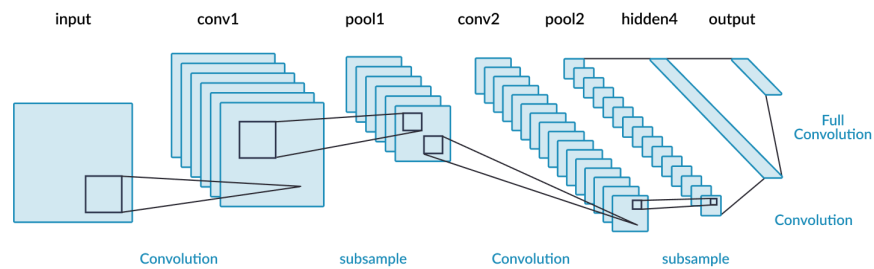 input conv1 pool1 conv2 pool2 hidden4 output
Full
Convolution
Convolution
Convolution subsample Convolution subsample